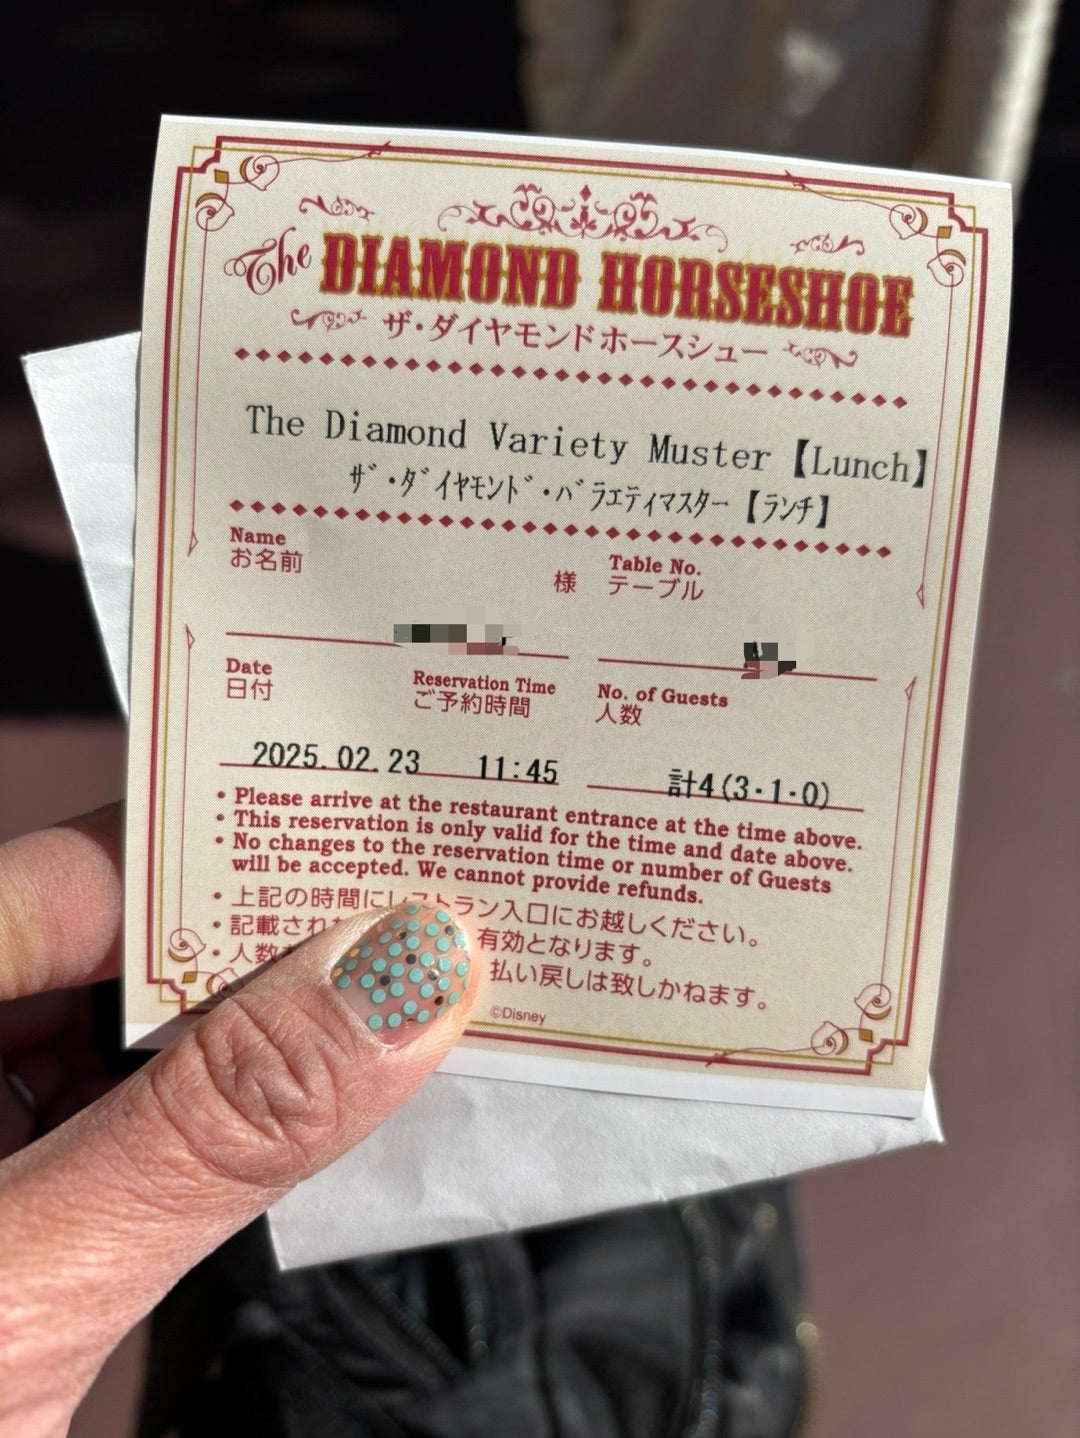 The DIAMOND HORSESHOE
ザ・ダイヤモンドホースシュー
The Diamond Variety Muster【Lunch】
ザ・ダイヤモンド・バラエティマスター【ランチ】
Name
お名前
様
Table No.
テーブル
Date
日付
Reservation Time
ご予約時間
No. of Guests
人数
2025.02.23
11:45
計4(3・1・0)
• Please arrive at the restaurant entrance at the time above.
• This reservation is only valid for the time and date above.
• No changes to the reservation time or number of Guests
will be accepted. We cannot provide refunds.
• 上記の時間にレストラン入口にお越しください。
• 記載され 有効となります。
• 人数 払い戻しは致しかねます。
©Disney